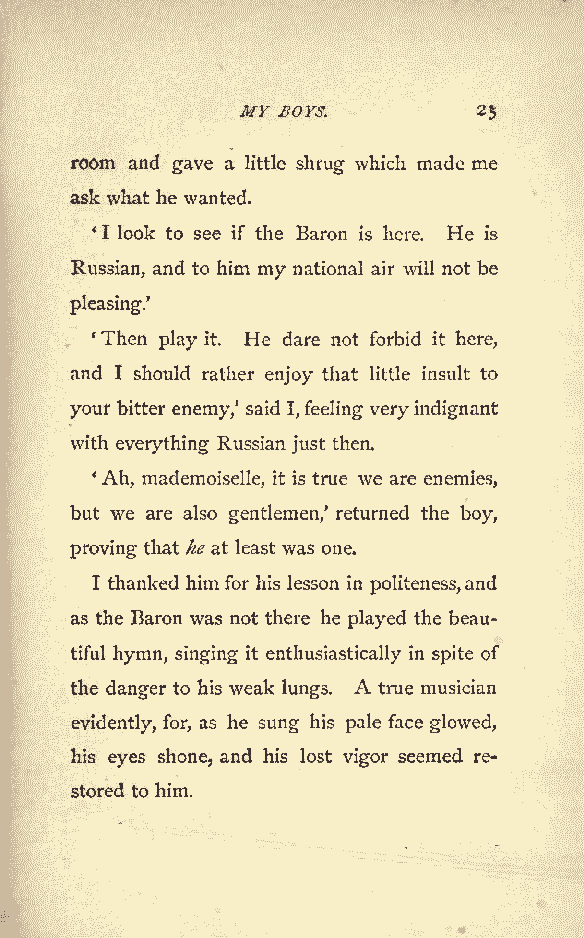 MY BOYS. 25
room and gave a little shrug which made me
ask what he wanted.
‘I look to see if the Baron is here. He is
Russian, and to him my national air will not be
pleasing.’
‘Then play it. He dare not forbid it here,
and I should rather enjoy that little insult to
your bitter enemy,’ said I, feeling very indignant
with everything Russian just then.
‘Ah, mademoiselle, it is true we are enemies,
but we are also gentlemen,’ returned the boy,
proving that he at least was one.
I thanked him for his lesson in politeness, and
as the Baron was not there he played the beau-
tiful hymn, singing it enthusiastically in spite of
the danger to his weak lungs. A true musician
evidently, for, as he sung his pale face glowed,
his eyes shone, and his lost vigor seemed re-
stored to him.